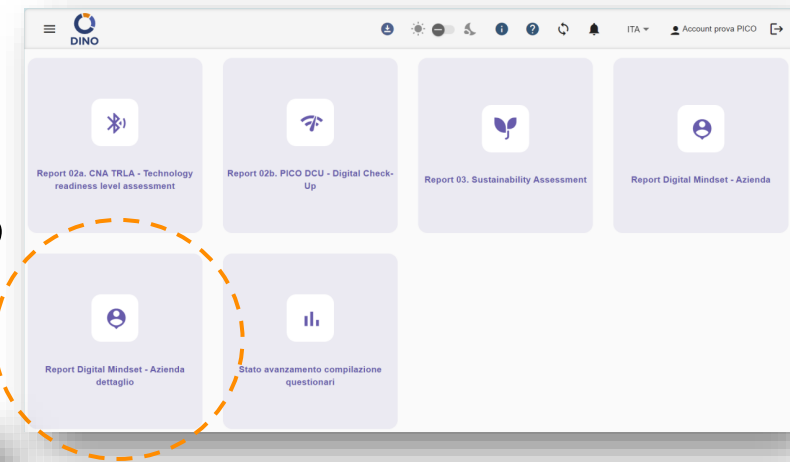 DINO
ITA
Account prova PICO
Report 02a. CNA TRLA - Technology
readiness level assessment
Report 02b. PICO DCU - Digital Check-
Up
Report 03. Sustainability Assessment
Report Digital Mindset - Azienda
Report Digital Mindset - Azienda
dettaglio
Stato avanzamento compilazione
questionari